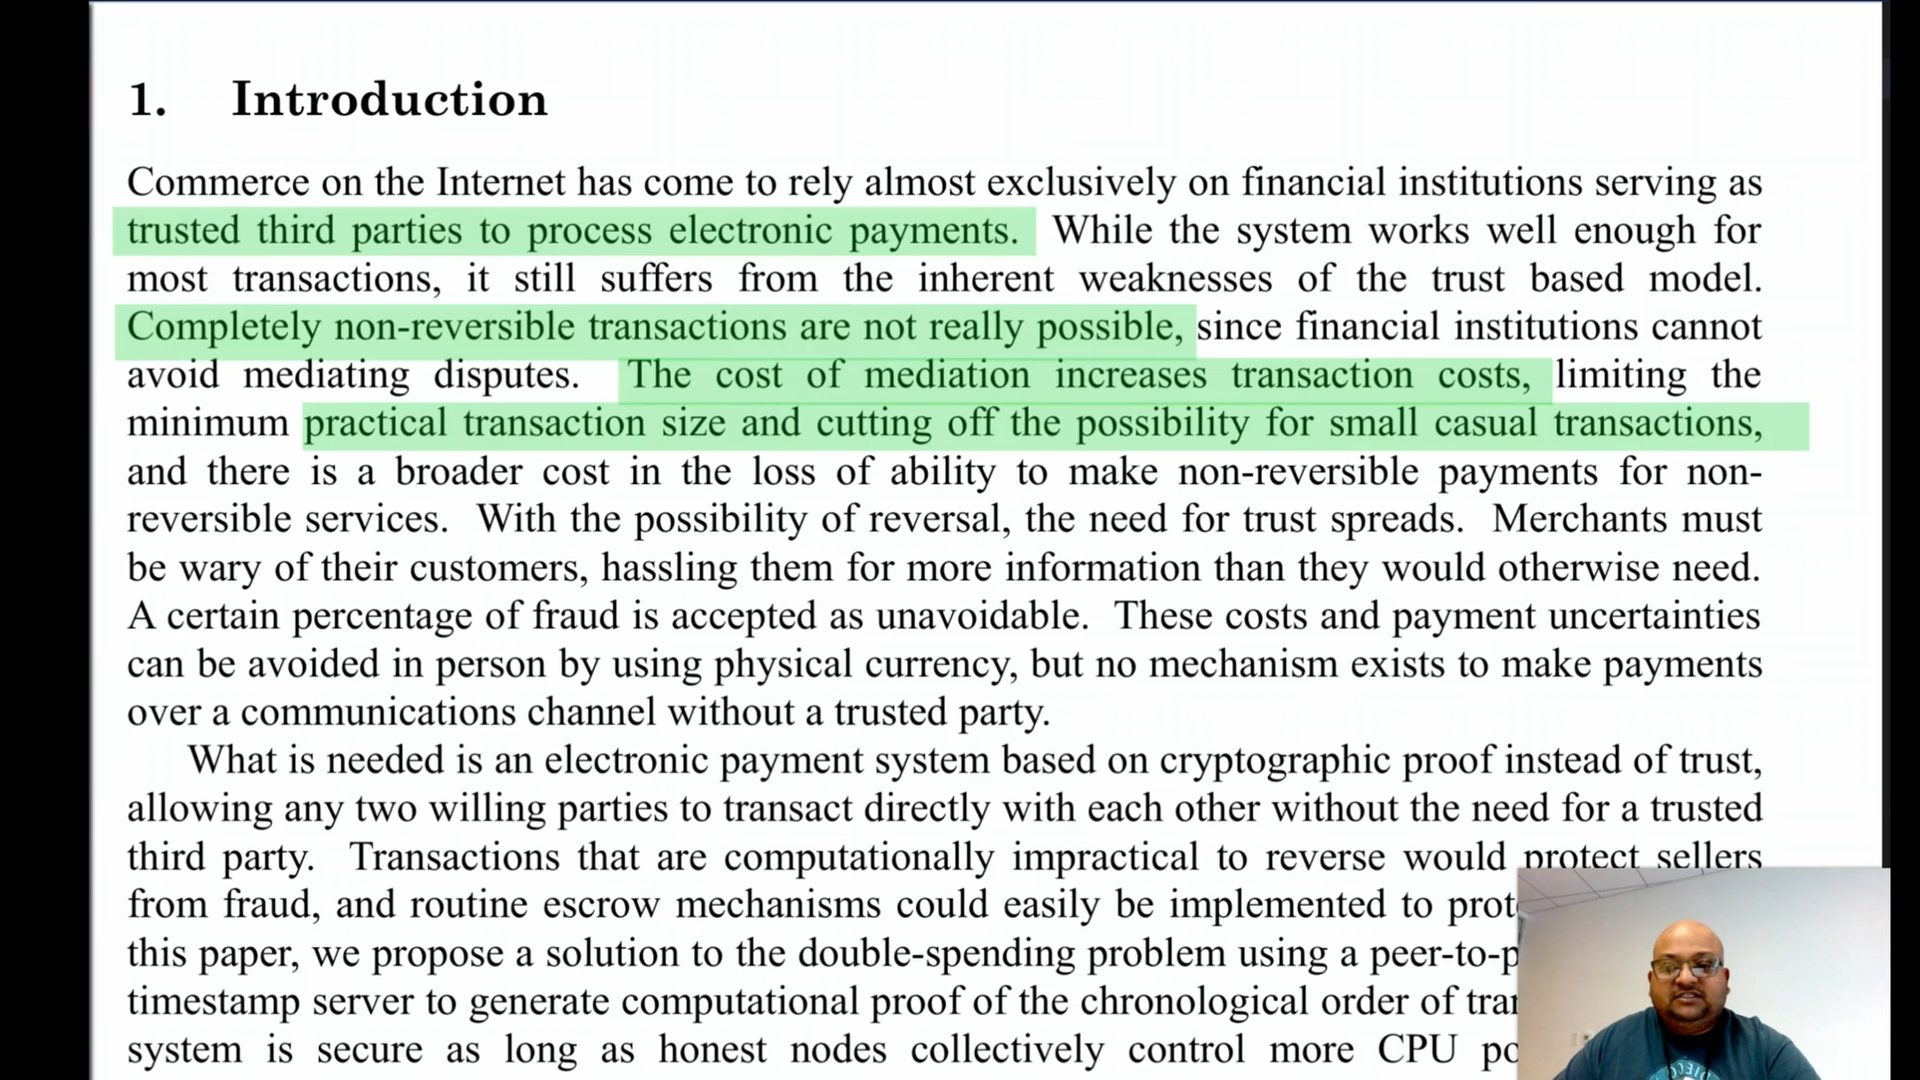 1. Introduction
Commerce on the Internet has come to rely almost exclusively on financial institutions serving as
trusted third parties to process electronic payments. While the system works well enough for
most transactions, it still suffers from the inherent weaknesses of the trust based model.
Completely non-reversible transactions are not really possible, since financial institutions cannot
avoid mediating disputes. The cost of mediation increases transaction costs, limiting the
minimum practical transaction size and cutting off the possibility for small casual transactions,
and there is a broader cost in the loss of ability to make non-reversible payments for non-
reversible services. With the possibility of reversal, the need for trust spreads. Merchants must
be wary of their customers, hassling them for more information than they would otherwise need.
A certain percentage of fraud is accepted as unavoidable. These costs and payment uncertainties
can be avoided in person by using physical currency, but no mechanism exists to make payments
over a communications channel without a trusted party.
What is needed is an electronic payment system based on cryptographic proof instead of trust,
allowing any two willing parties to transact directly with each other without the need for a trusted
third party. Transactions that are computationally impractical to reverse would protect sellers
from fraud, and routine escrow mechanisms could easily be implemented to
this paper, we propose a solution to the double-spending problem using a
timestamp server to generate computational proof of the chronological order of
system is secure as long as honest nodes collectively control more CPU